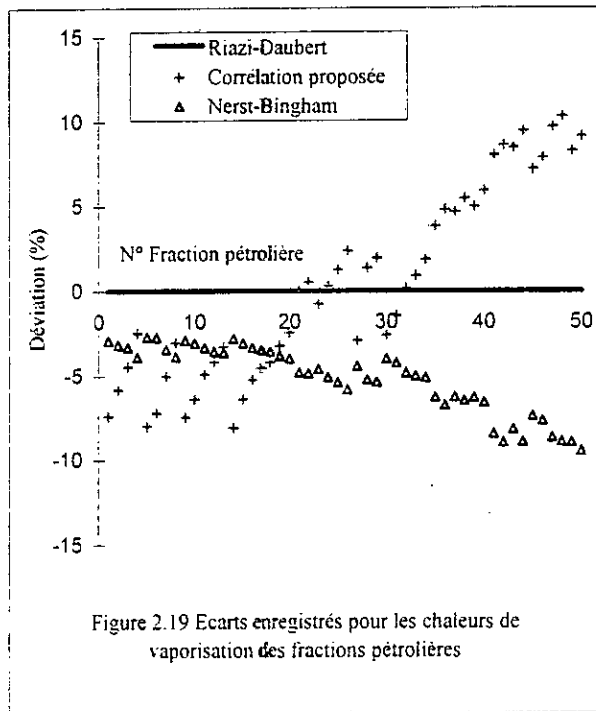 15
Riazi-Daubert
Corrélation proposée
Nerst-Bingham
10
5
N° Fraction pétrolière
Déviation (%)
0
0
10
20
30
40
50
-5
-10
-15
Figure 2.19 Ecarts enregistrés pour les chaleurs de
vaporisation des fractions pétrolières